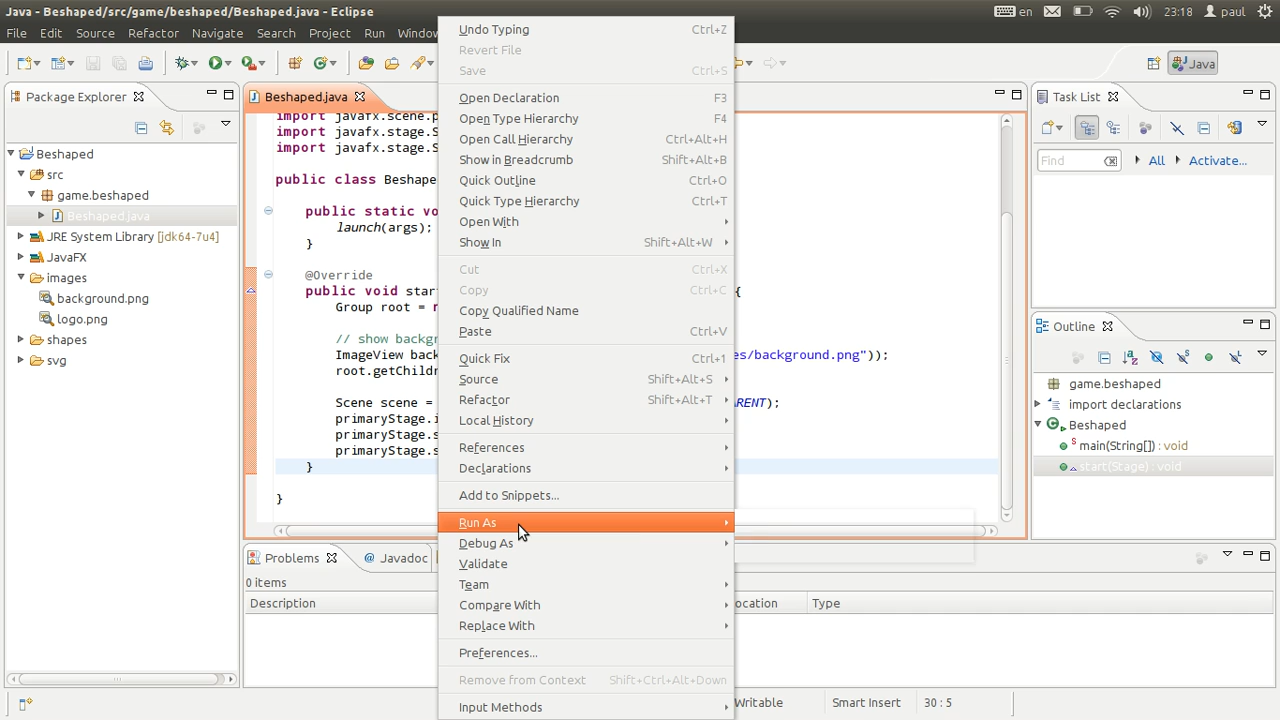 Java - Beshaped/src/game/beshaped/Beshaped.java - Eclipse
en 23:18 paul
File Edit Source Refactor Navigate Search Project Run Window
Java
Package Explorer
Beshaped
src
game.beshaped
Beshaped.java
JRE System Library [jdk64-7u4]
JavaFX
images
background.png
logo.png
shapes
svg
Beshaped.java
import javafx.scene.p
import javafx.stage.S
import javafx.stage.S
public class Beshape
public static vo
launch(args);
}
@Override
public void star {
Group root =
// show backgr
ImageView back es/background.png"));
root.getChildr
Scene scene = ARENT);
primaryStage.i
primaryStage.s
primaryStage.s
}
}
Undo Typing Ctrl+Z
Revert File
Save Ctrl+S
Open Declaration F3
Open Type Hierarchy F4
Open Call Hierarchy Ctrl+Alt+H
Show in Breadcrumb Shift+Alt+B
Quick Outline Ctrl+O
Quick Type Hierarchy Ctrl+T
Open With
Show In Shift+Alt+W
Cut Ctrl+X
Copy Ctrl+C
Copy Qualified Name
Paste Ctrl+V
Quick Fix Ctrl+1
Source Shift+Alt+S
Refactor Shift+Alt+T
Local History
References
Declarations
Add to Snippets...
Run As
Debug As
Validate
Team
Compare With
Replace With
Preferences...
Remove from Context Shift+Ctrl+Alt+Down
Input Methods
Task List
Find All Activate...
Outline
game.beshaped
import declarations
Beshaped
main(String[]) : void
start(Stage) : void
Problems @ Javadoc
0 items
Description ocation Type
Writable Smart Insert 30 : 5